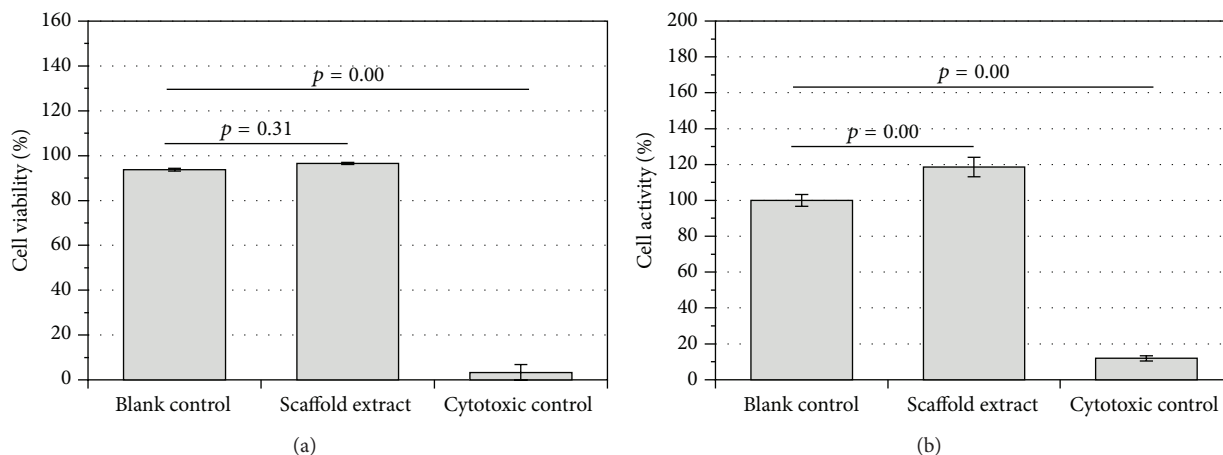 160
140
120
100
80
60
40
20
0
Cell viability (%)
p = 0.00
p = 0.31
Blank control
Scaffold extract
Cytotoxic control
(a)
200
180
160
140
120
100
80
60
40
20
0
Cell activity (%)
p = 0.00
p = 0.00
Blank control
Scaffold extract
Cytotoxic control
(b)